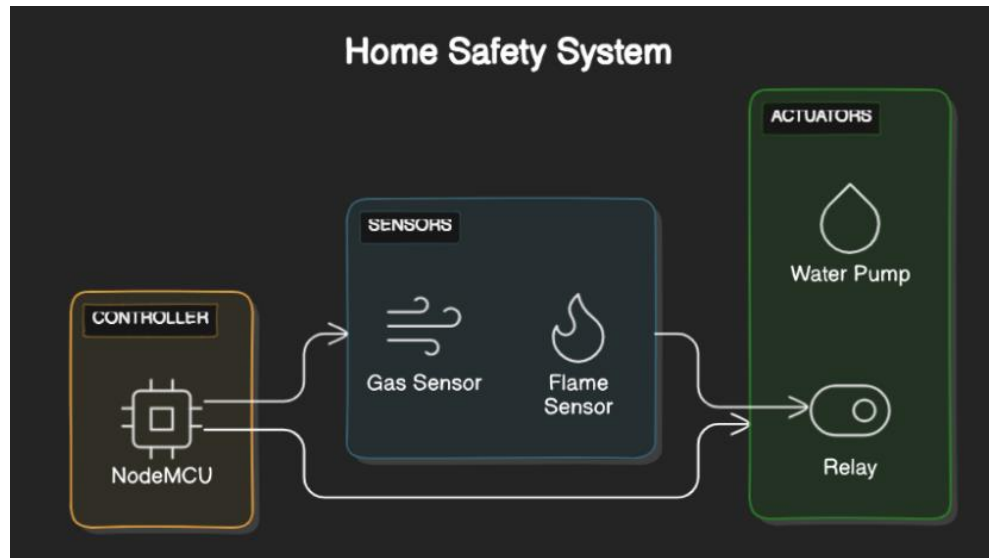 Home Safety System
ACTUATORS
Water Pump
SENSORS
CONTROLLER
Gas Sensor
Flame
Sensor
NodeMCU
Relay